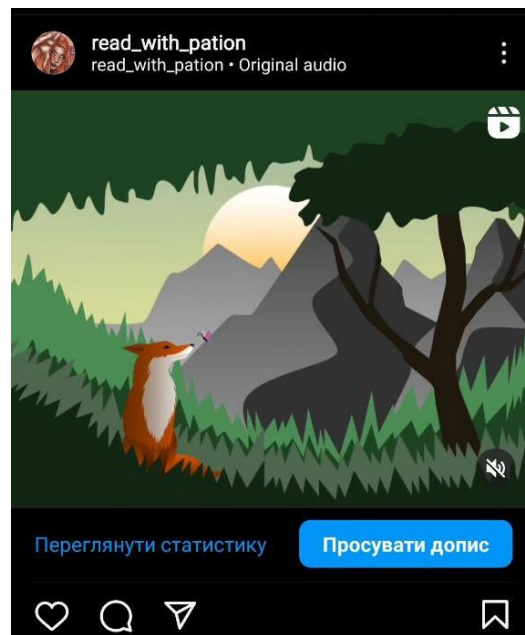 read_with_pation
read_with_pation • Original audio
Переглянути статистику
Просувати допис